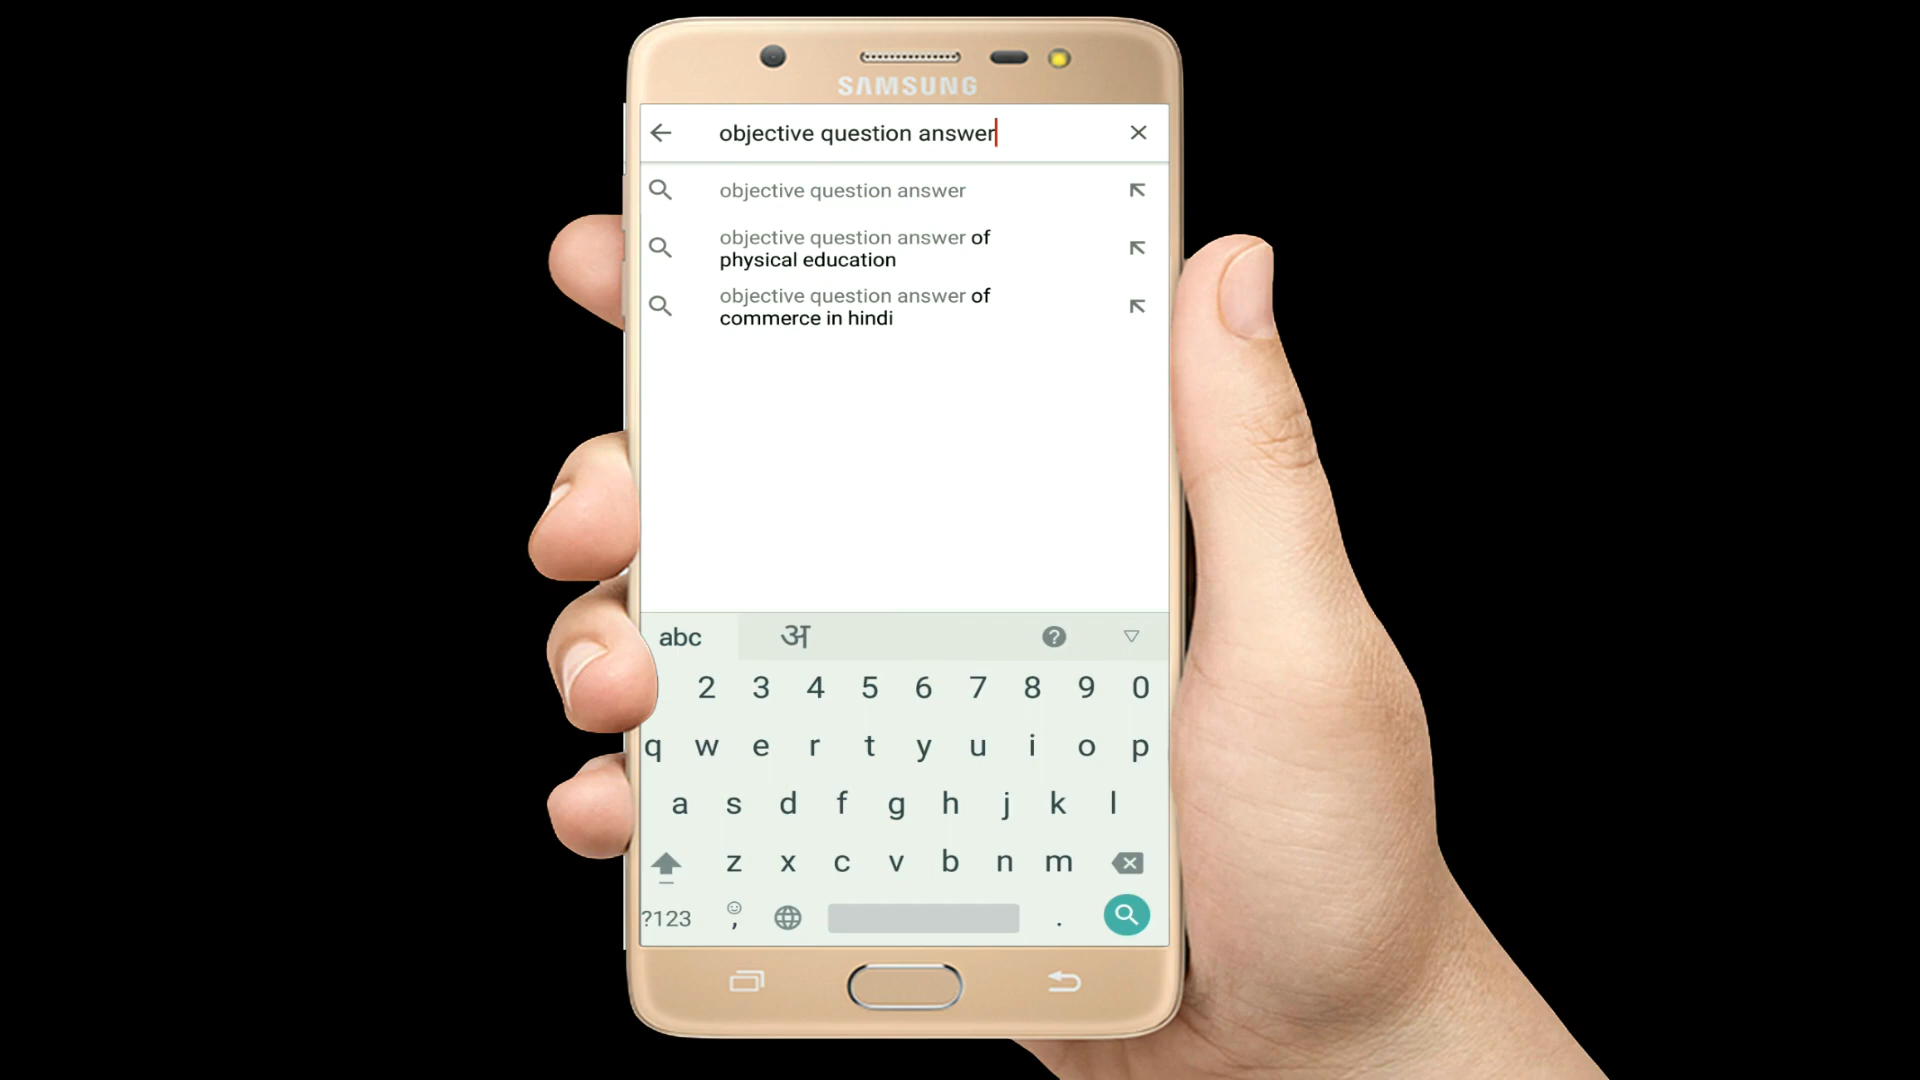 SAMSUNG
objective question answer
objective question answer
objective question answer of
physical education
objective question answer of
commerce in hindi
abc अ ?
2 3 4 5 6 7 8 9 0
q w e r t y u i o p
a s d f g h j k l
z x c v b n m
?123 , .